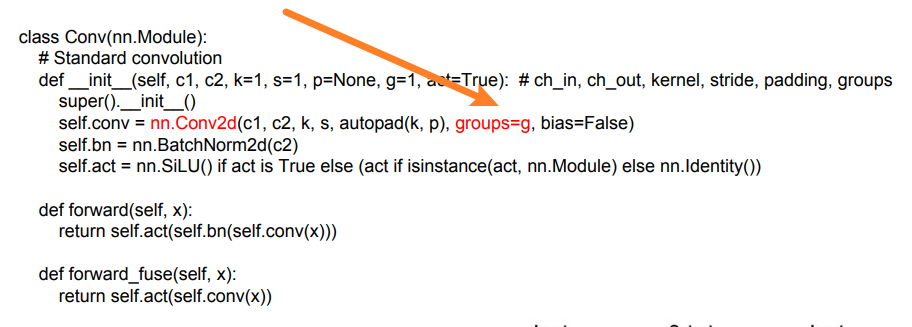 class Conv(nn.Module):
# Standard convolution
def __init__(self, c1, c2, k=1, s=1, p=None, g=1, act=True): # ch_in, ch_out, kernel, stride, padding, groups
super().__init__()
self.conv = nn.Conv2d(c1, c2, k, s, autopad(k, p), groups=g, bias=False)
self.bn = nn.BatchNorm2d(c2)
self.act = nn.SiLU() if act is True else (act if isinstance(act, nn.Module) else nn.Identity())
def forward(self, x):
return self.act(self.bn(self.conv(x)))
def forward_fuse(self, x):
return self.act(self.conv(x))